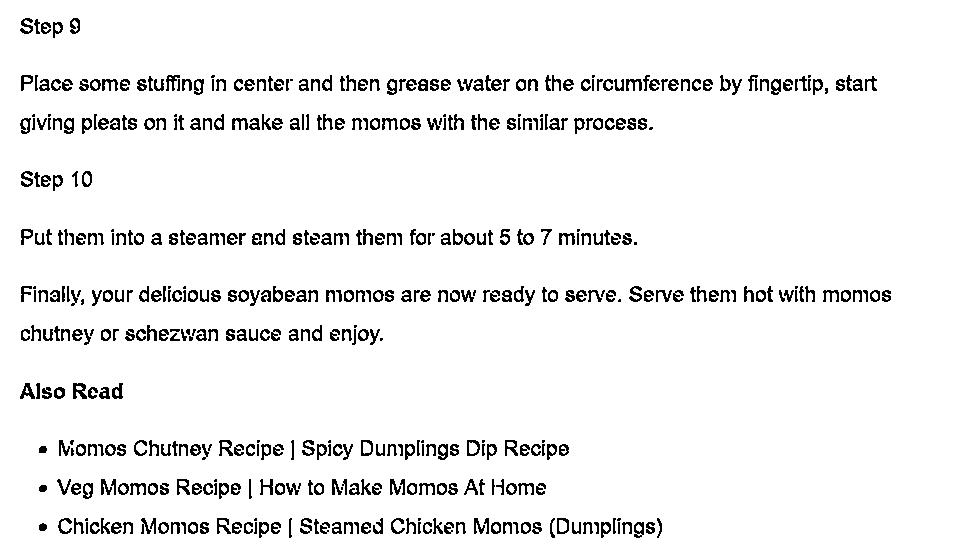 Step 9
Place some stuffing in center and then grease water on the circumference by fingertip, start
giving pleats on it and make all the momos with the similar process.
Step 10
Put them into a steamer and steam them for about 5 to 7 minutes.
Finally, your delicious soyabean momos are now ready to serve. Serve them hot with momos
chutney or schezwan sauce and enjoy.
Also Read
• Momos Chutney Recipe | Spicy Dumplings Dip Recipe
• Veg Momos Recipe | How to Make Momos At Home
• Chicken Momos Recipe | Steamed Chicken Momos (Dumplings)